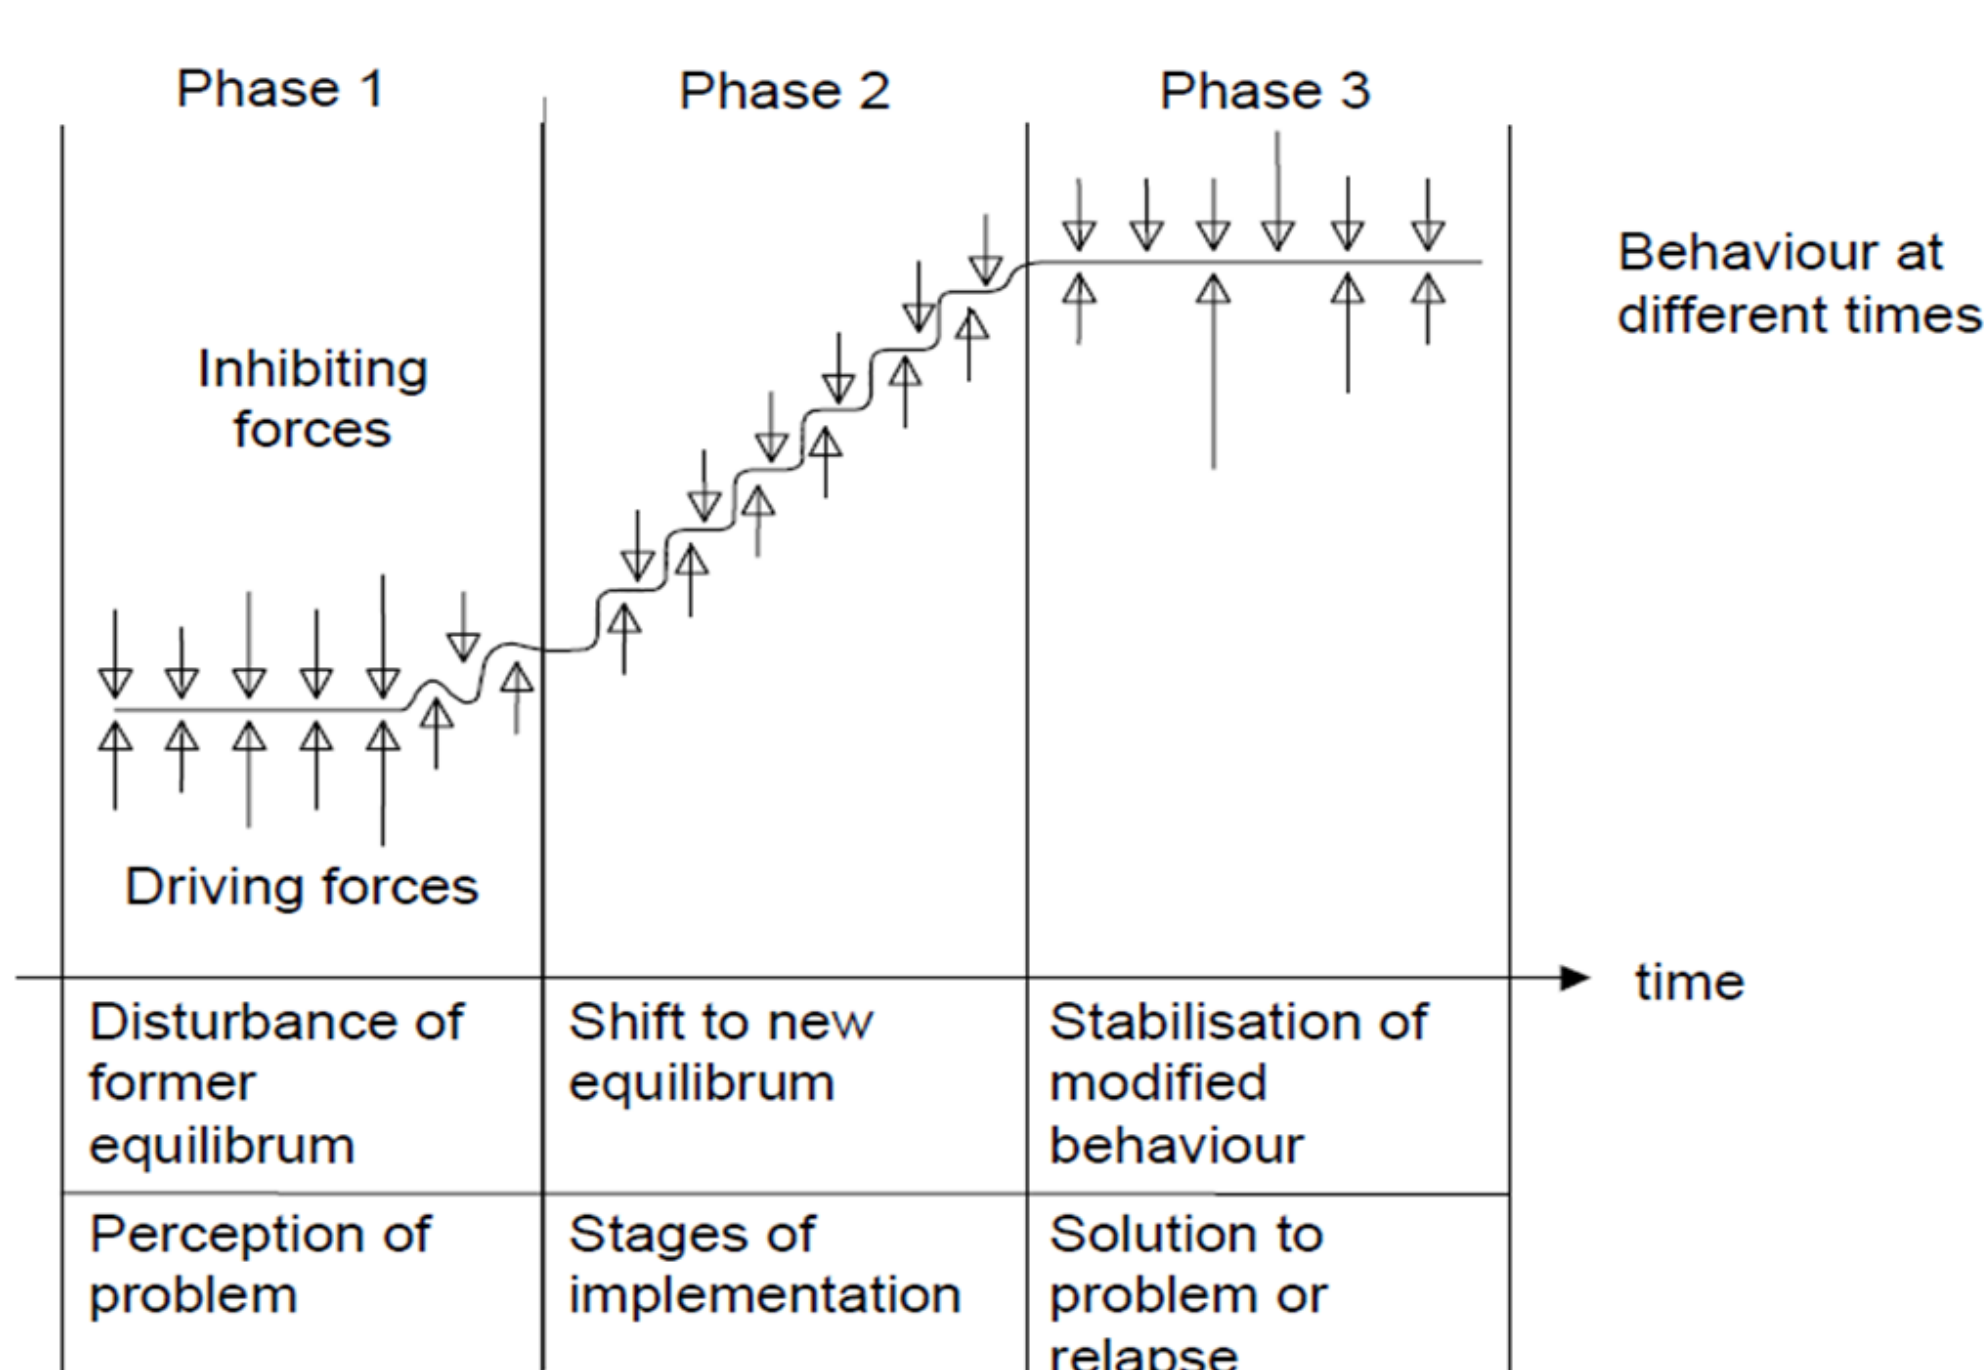 Phase 1
Phase 2
Phase 3
Behaviour at
different times
Inhibiting
forces
Driving forces
time
Disturbance of
former
equilibrum
Shift to new
equilibrum
Stabilisation of
modified
behaviour
Perception of
problem
Stages of
implementation
Solution to
problem or
relapse